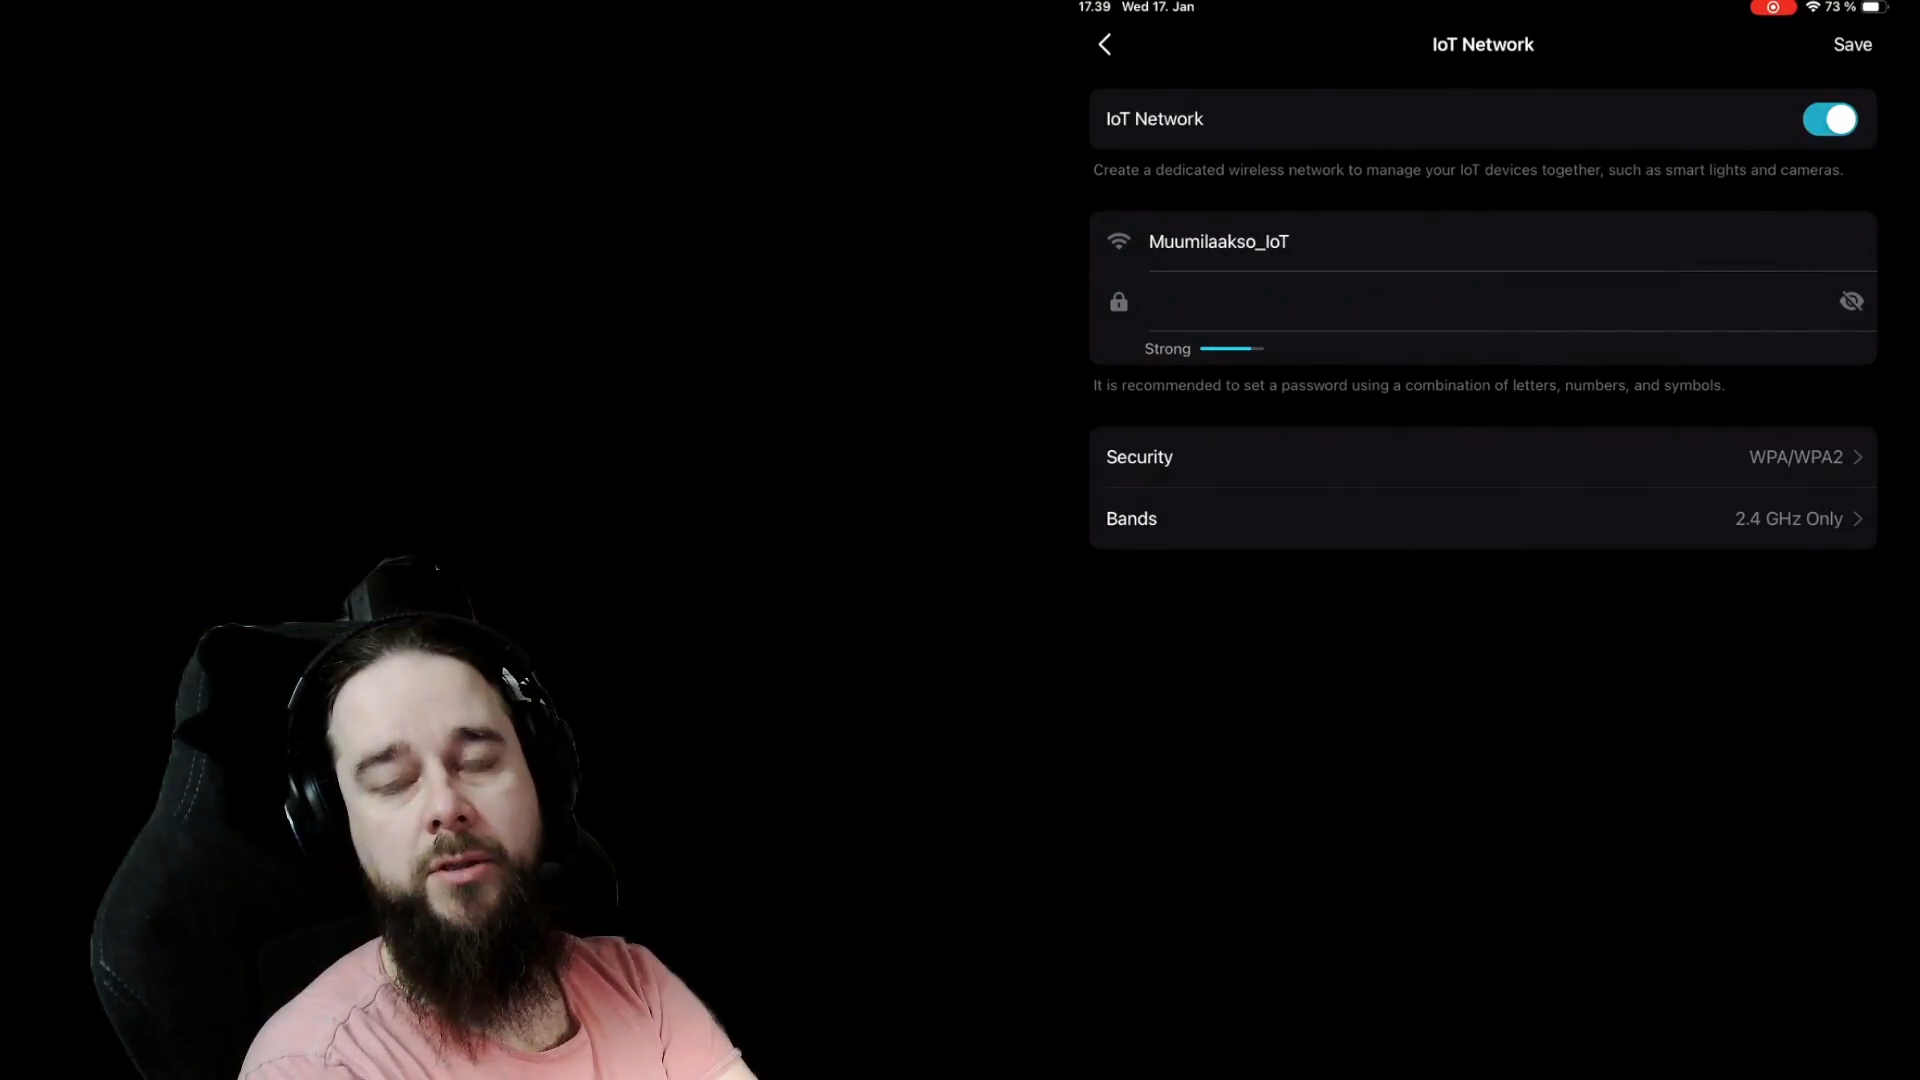 17.39 Wed 17. Jan
73 %
IoT Network
Save
IoT Network
Create a dedicated wireless network to manage your IoT devices together, such as smart lights and cameras.
Muumilaakso_IoT
Strong
It is recommended to set a password using a combination of letters, numbers, and symbols.
Security
WPA/WPA2
Bands
2.4 GHz Only